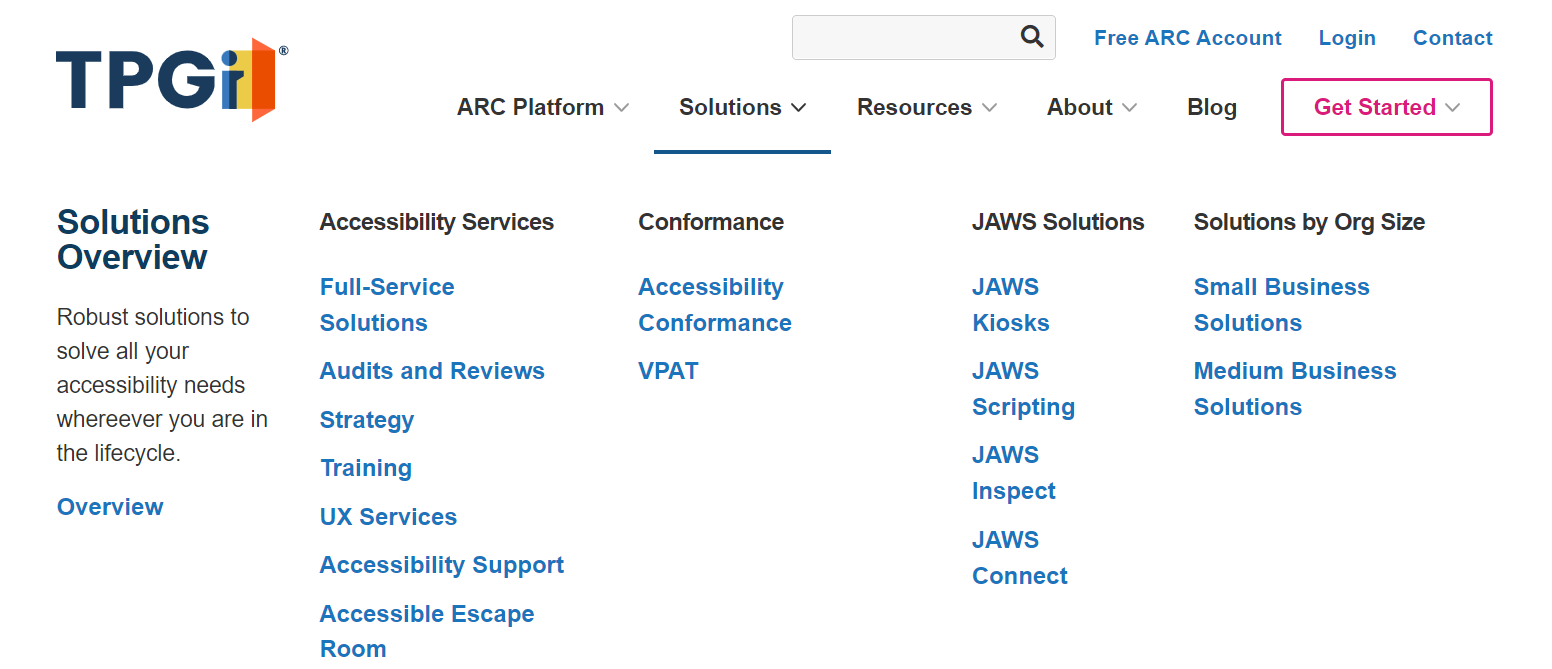 TPGi®
Free ARC Account
Login
Contact
ARC Platform
Solutions
Resources
About
Blog
Get Started
Solutions
Overview
Robust solutions to
solve all your
accessibility needs
whereever you are in
the lifecycle.
Overview
Accessibility Services
Full-Service
Solutions
Audits and Reviews
Strategy
Training
UX Services
Accessibility Support
Accessible Escape
Room
Conformance
Accessibility
Conformance
VPAT
JAWS Solutions
JAWS
Kiosks
JAWS
Scripting
JAWS
Inspect
JAWS
Connect
Solutions by Org Size
Small Business
Solutions
Medium Business
Solutions